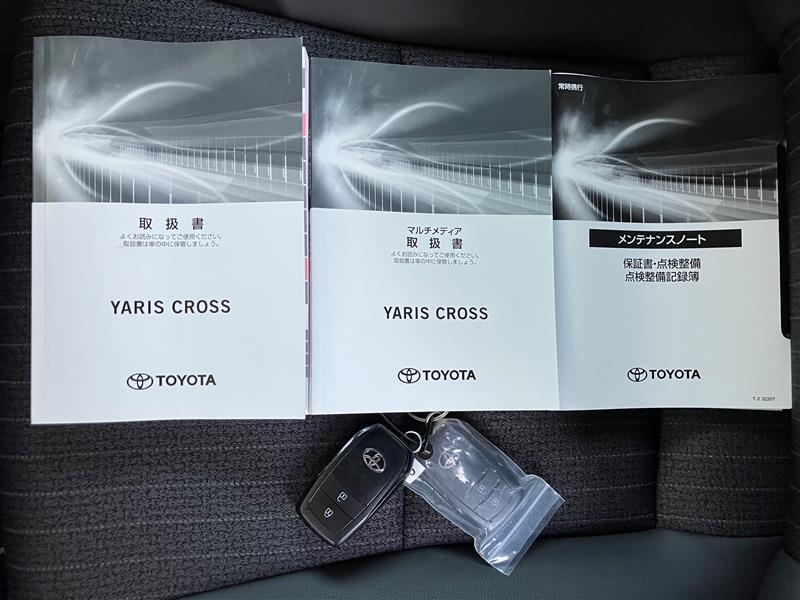 取扱書
よくお読みになってご使用ください。
取扱書は車の中に保管しましょう。
YARIS CROSS
TOYOTA
マルチメディア
取扱書
よくお読みになってご使用ください。
取扱書は車の中に保管しましょう。
YARIS CROSS
TOYOTA
常時携行
メンテナンスノート
保証書・点検整備
点検整備記録簿
TOYOTA
T-2 32207